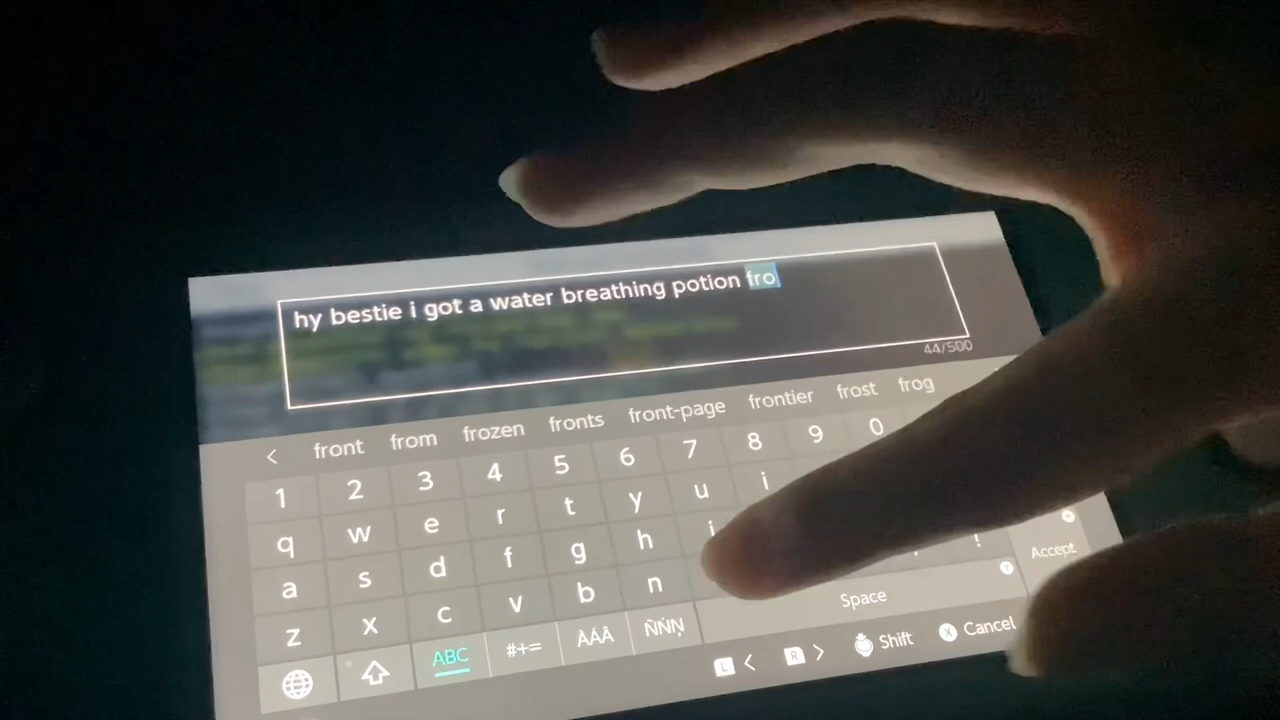 hy bestie i got a water breathing potion fro
44/500
< front from frozen fronts front-page frontier frost frog
1 2 3 4 5 6 7 8 9 0
q w e r t y u i
a s d f g h j
z x c v b n , !
ABC #+= ÀÁÂ ÑŃŅ Space Accept
L < R > Shift X Cancel